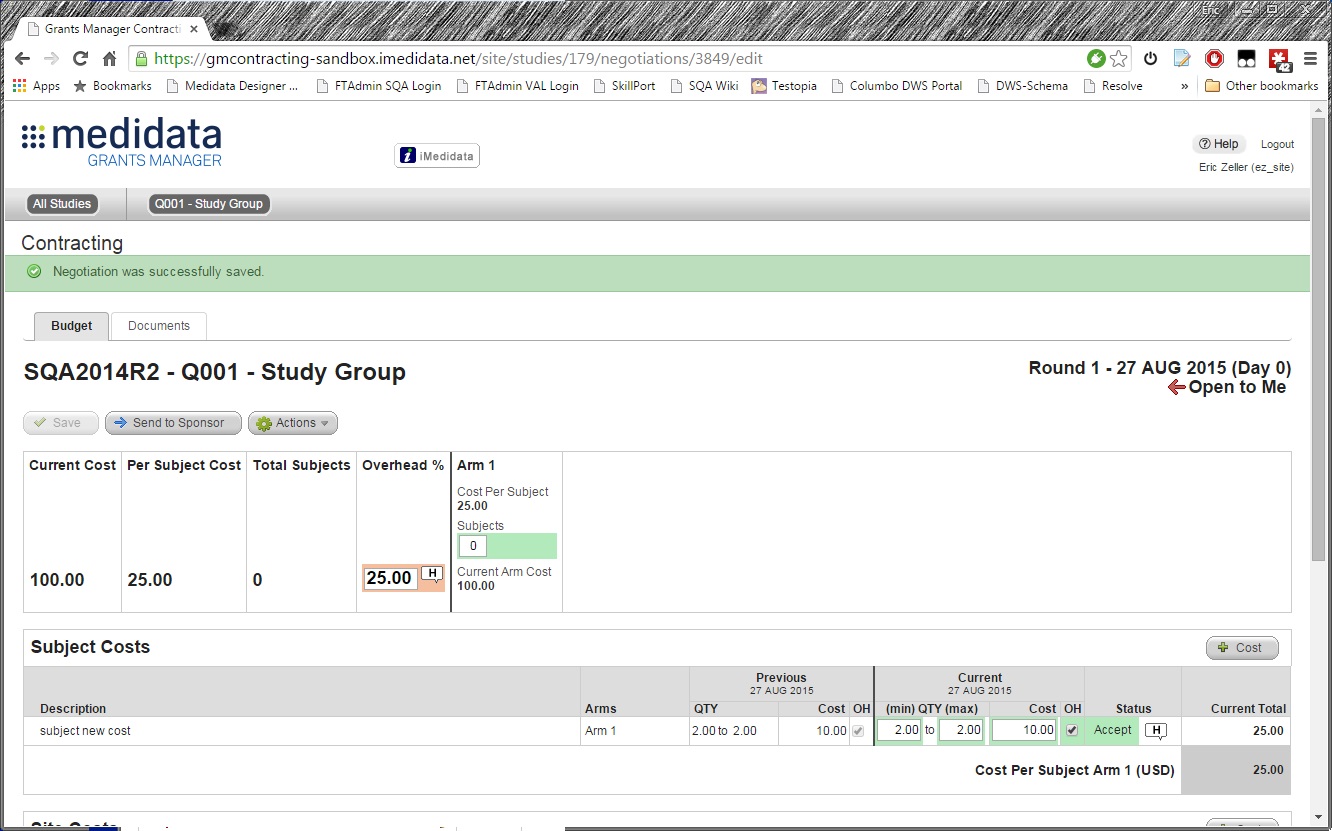 Eric
Grants Manager Contracti
https://gmcontracting-sandbox.imedidata.net/site/studies/179/negotiations/3849/edit
42
Apps Bookmarks Medidata Designer ... FTAdmin SQA Login FTAdmin VAL Login SkillPort SQA Wiki Testopia Columbo DWS Portal DWS-Schema Resolve » Other bookmarks
medidata
GRANTS MANAGER
i iMedidata
? Help Logout
Eric Zeller (ez_site)
All Studies Q001 - Study Group
Contracting
Negotiation was successfully saved.
Budget Documents
SQA2014R2 - Q001 - Study Group
Round 1 - 27 AUG 2015 (Day 0)
Open to Me
Save Send to Sponsor Actions
Current Cost Per Subject Cost Total Subjects Overhead % Arm 1
Cost Per Subject
25.00
Subjects
0
Current Arm Cost
100.00
100.00 25.00 0 25.00 H
Subject Costs Cost
Previous Current
27 AUG 2015 27 AUG 2015
Description Arms QTY Cost OH (min) QTY (max) Cost OH Status Current Total
subject new cost Arm 1 2.00 to 2.00 10.00 2.00 to 2.00 10.00 Accept H 25.00
Cost Per Subject Arm 1 (USD) 25.00